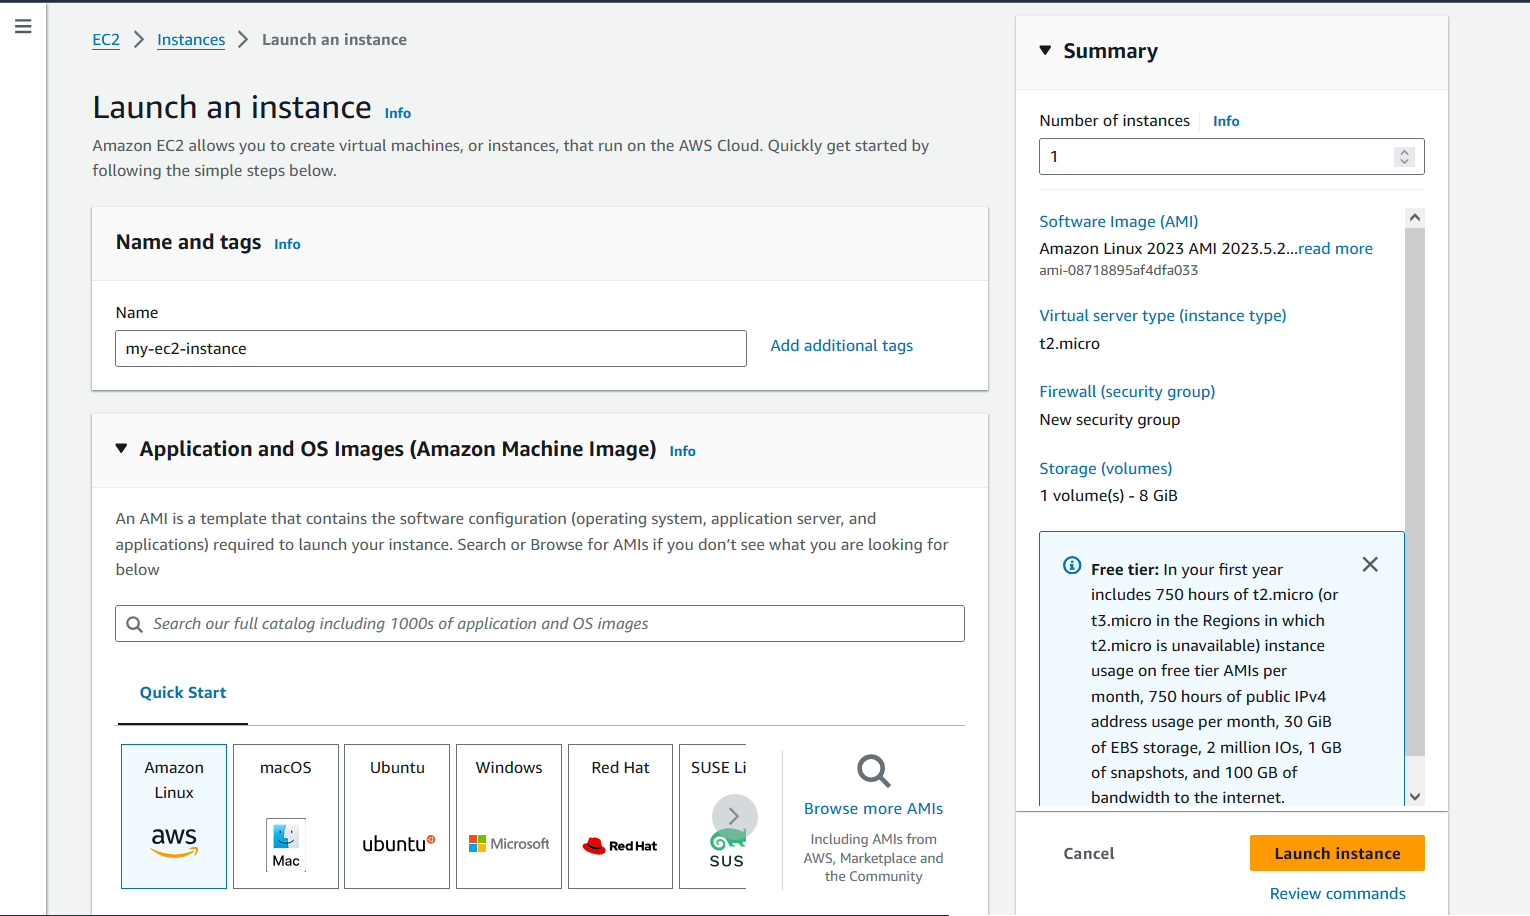 EC2 > Instances > Launch an instance
Launch an instance Info
Amazon EC2 allows you to create virtual machines, or instances, that run on the AWS Cloud. Quickly get started by
following the simple steps below.
Name and tags Info
Name
my-ec2-instance
Add additional tags
Application and OS Images (Amazon Machine Image) Info
An AMI is a template that contains the software configuration (operating system, application server, and
applications) required to launch your instance. Search or Browse for AMIs if you don’t see what you are looking for
below
Search our full catalog including 1000s of application and OS images
Quick Start
Amazon
Linux
aws
macOS
Mac
Ubuntu
ubuntu
Windows
Microsoft
Red Hat
Red Hat
SUSE Li
SUS
Browse more AMIs
Including AMIs from
AWS, Marketplace and
the Community
Summary
Number of instances Info
1
Software Image (AMI)
Amazon Linux 2023 AMI 2023.5.2...read more
ami-08718895af4dfa033
Virtual server type (instance type)
t2.micro
Firewall (security group)
New security group
Storage (volumes)
1 volume(s) - 8 GiB
Free tier: In your first year
includes 750 hours of t2.micro (or
t3.micro in the Regions in which
t2.micro is unavailable) instance
usage on free tier AMIs per
month, 750 hours of public IPv4
address usage per month, 30 GiB
of EBS storage, 2 million IOs, 1 GB
of snapshots, and 100 GB of
bandwidth to the internet.
Cancel
Launch instance
Review commands